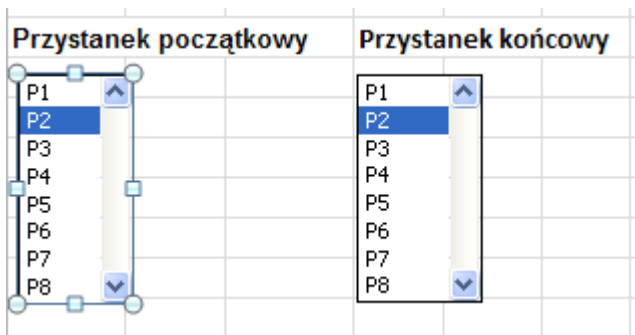 Przystanek początkowy Przystanek końcowy
P1 P1
P2 P2
P3 P3
P4 P4
P5 P5
P6 P6
P7 P7
P8 P8